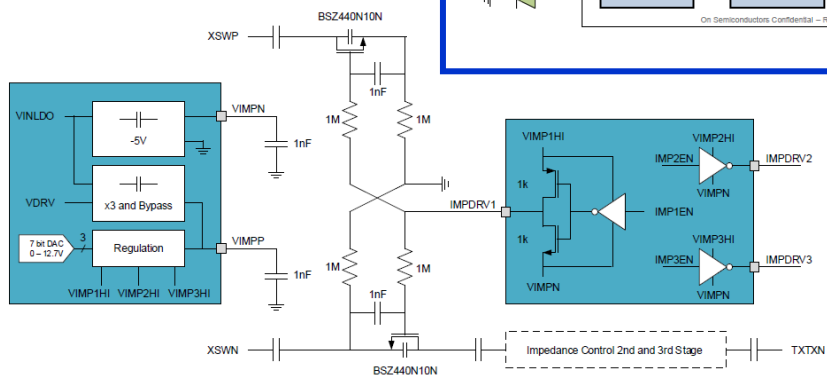 On Semiconductors Confidential – R
BSZ440N10N
XSWP
1nF
1M
1M
VINLDO
-5V
VIMPN
1nF
VDRV
x3 and Bypass
7 bit DAC
0 – 12.7V
3
Regulation
VIMPP
1nF
VIMP1HI
VIMP2HI
VIMP3HI
IMPDRV1
VIMP1HI
1k
1k
VIMPN
IMP1EN
VIMP2HI
IMP2EN
VIMPN
IMPDRV2
VIMP3HI
IMP3EN
VIMPN
IMPDRV3
1M
1M
1nF
XSWN
BSZ440N10N
Impedance Control 2nd and 3rd Stage
TXTXN